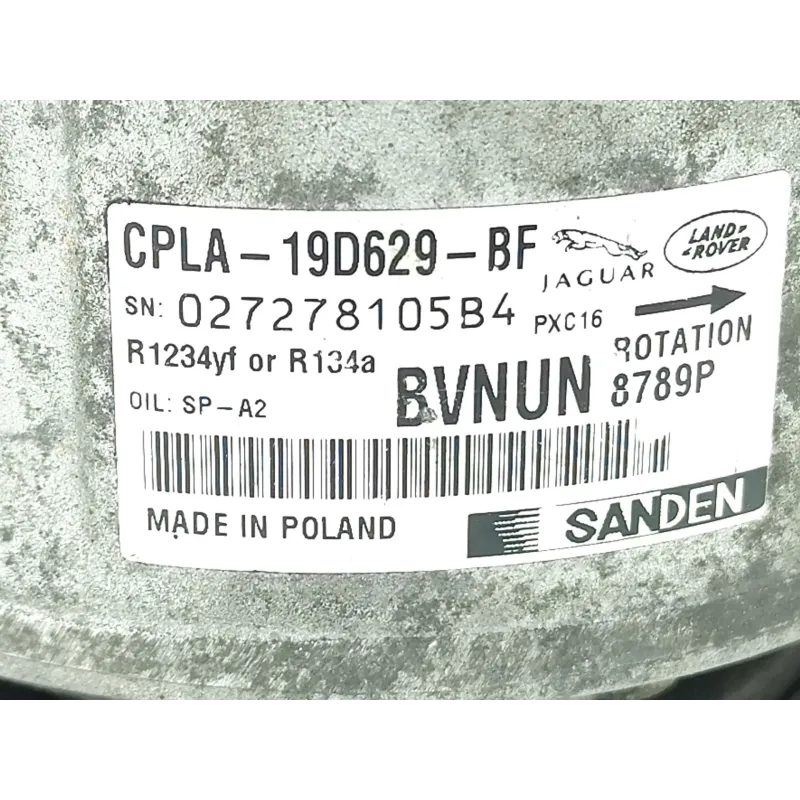 CPLA-19D629-BF
JAGUAR
LAND-
-ROVER
SN: 027278105B4 PXC16
ROTATION
R1234yf or R134a
BVNUN 8789P
OIL: SP-A2
MADE IN POLAND
SANDEN